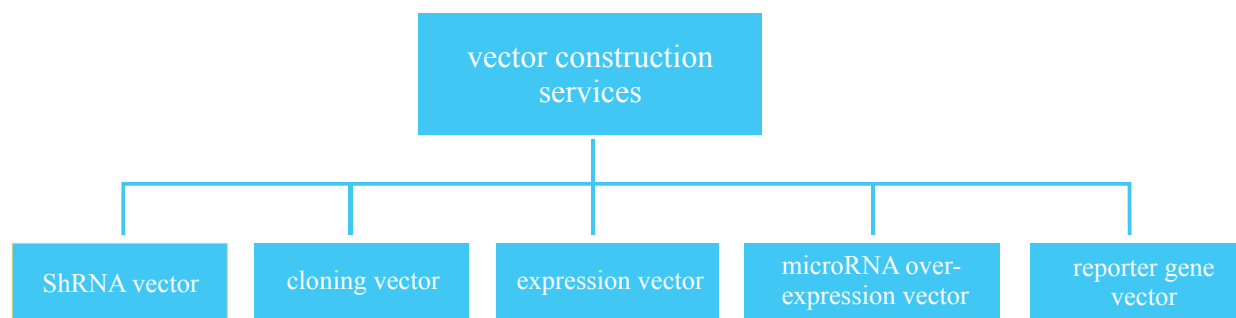 vector construction
services
ShRNA vector
cloning vector
expression vector
microRNA over-
expression vector
reporter gene
vector